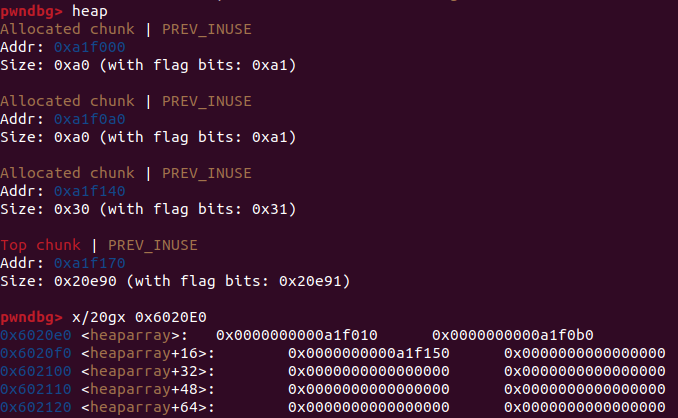 pwndbg> heap
Allocated chunk | PREV_INUSE
Addr: 0xa1f000
Size: 0xa0 (with flag bits: 0xa1)
Allocated chunk | PREV_INUSE
Addr: 0xa1f0a0
Size: 0xa0 (with flag bits: 0xa1)
Allocated chunk | PREV_INUSE
Addr: 0xa1f140
Size: 0x30 (with flag bits: 0x31)
Top chunk | PREV_INUSE
Addr: 0xa1f170
Size: 0x20e90 (with flag bits: 0x20e91)
pwndbg> x/20gx 0x6020E0
0x6020e0 <heaparray>: 0x0000000000a1f010 0x0000000000a1f0b0
0x6020f0 <heaparray+16>: 0x0000000000a1f150 0x0000000000000000
0x602100 <heaparray+32>: 0x0000000000000000 0x0000000000000000
0x602110 <heaparray+48>: 0x0000000000000000 0x0000000000000000
0x602120 <heaparray+64>: 0x0000000000000000 0x0000000000000000